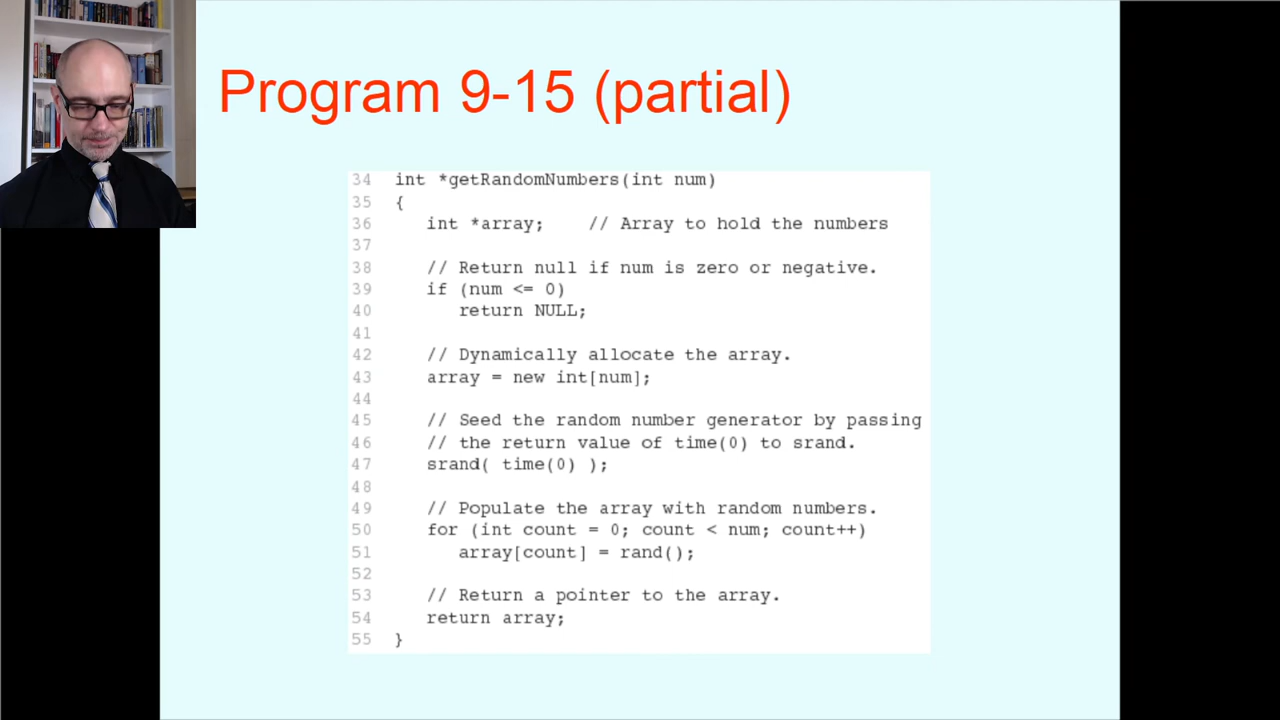 Program 9-15 (partial)
34 int *getRandomNumbers(int num)
35 {
36 int *array; // Array to hold the numbers
37
38 // Return null if num is zero or negative.
39 if (num <= 0)
40 return NULL;
41
42 // Dynamically allocate the array.
43 array = new int[num];
44
45 // Seed the random number generator by passing
46 // the return value of time(0) to srand.
47 srand( time(0) );
48
49 // Populate the array with random numbers.
50 for (int count = 0; count < num; count++)
51 array[count] = rand();
52
53 // Return a pointer to the array.
54 return array;
55 }